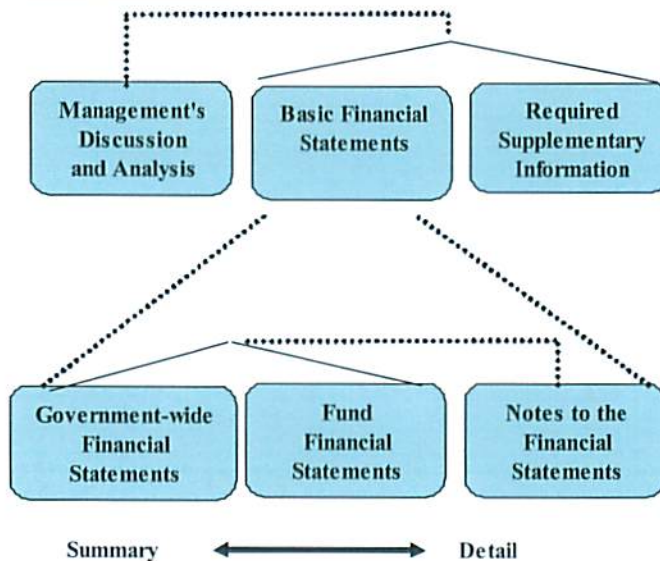 Management's
Discussion
and Analysis
Basic Financial
Statements
Required
Supplementary
Information
Government-wide
Financial
Statements
Fund
Financial
Statements
Notes to the
Financial
Statements
Summary
Detail